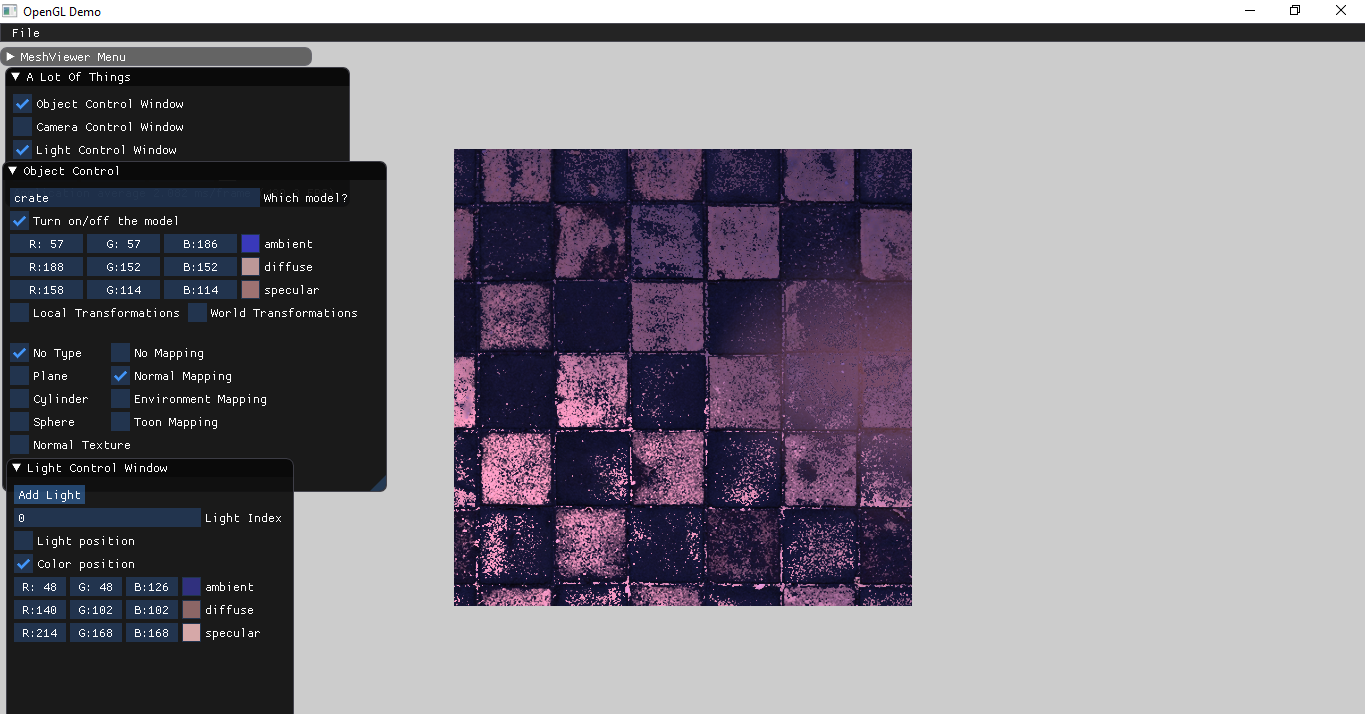 OpenGL Demo
File
MeshViewer Menu
A Lot Of Things
Object Control Window
Camera Control Window
Light Control Window
Object Control
crate Which model?
Turn on/off the model
R: 57 G: 57 B:186 ambient
R:188 G:152 B:152 diffuse
R:158 G:114 B:114 specular
Local Transformations World Transformations
No Type No Mapping
Plane Normal Mapping
Cylinder Environment Mapping
Sphere Toon Mapping
Normal Texture
Light Control Window
Add Light
0 Light Index
Light position
Color position
R: 48 G: 48 B:126 ambient
R:140 G:102 B:102 diffuse
R:214 G:168 B:168 specular